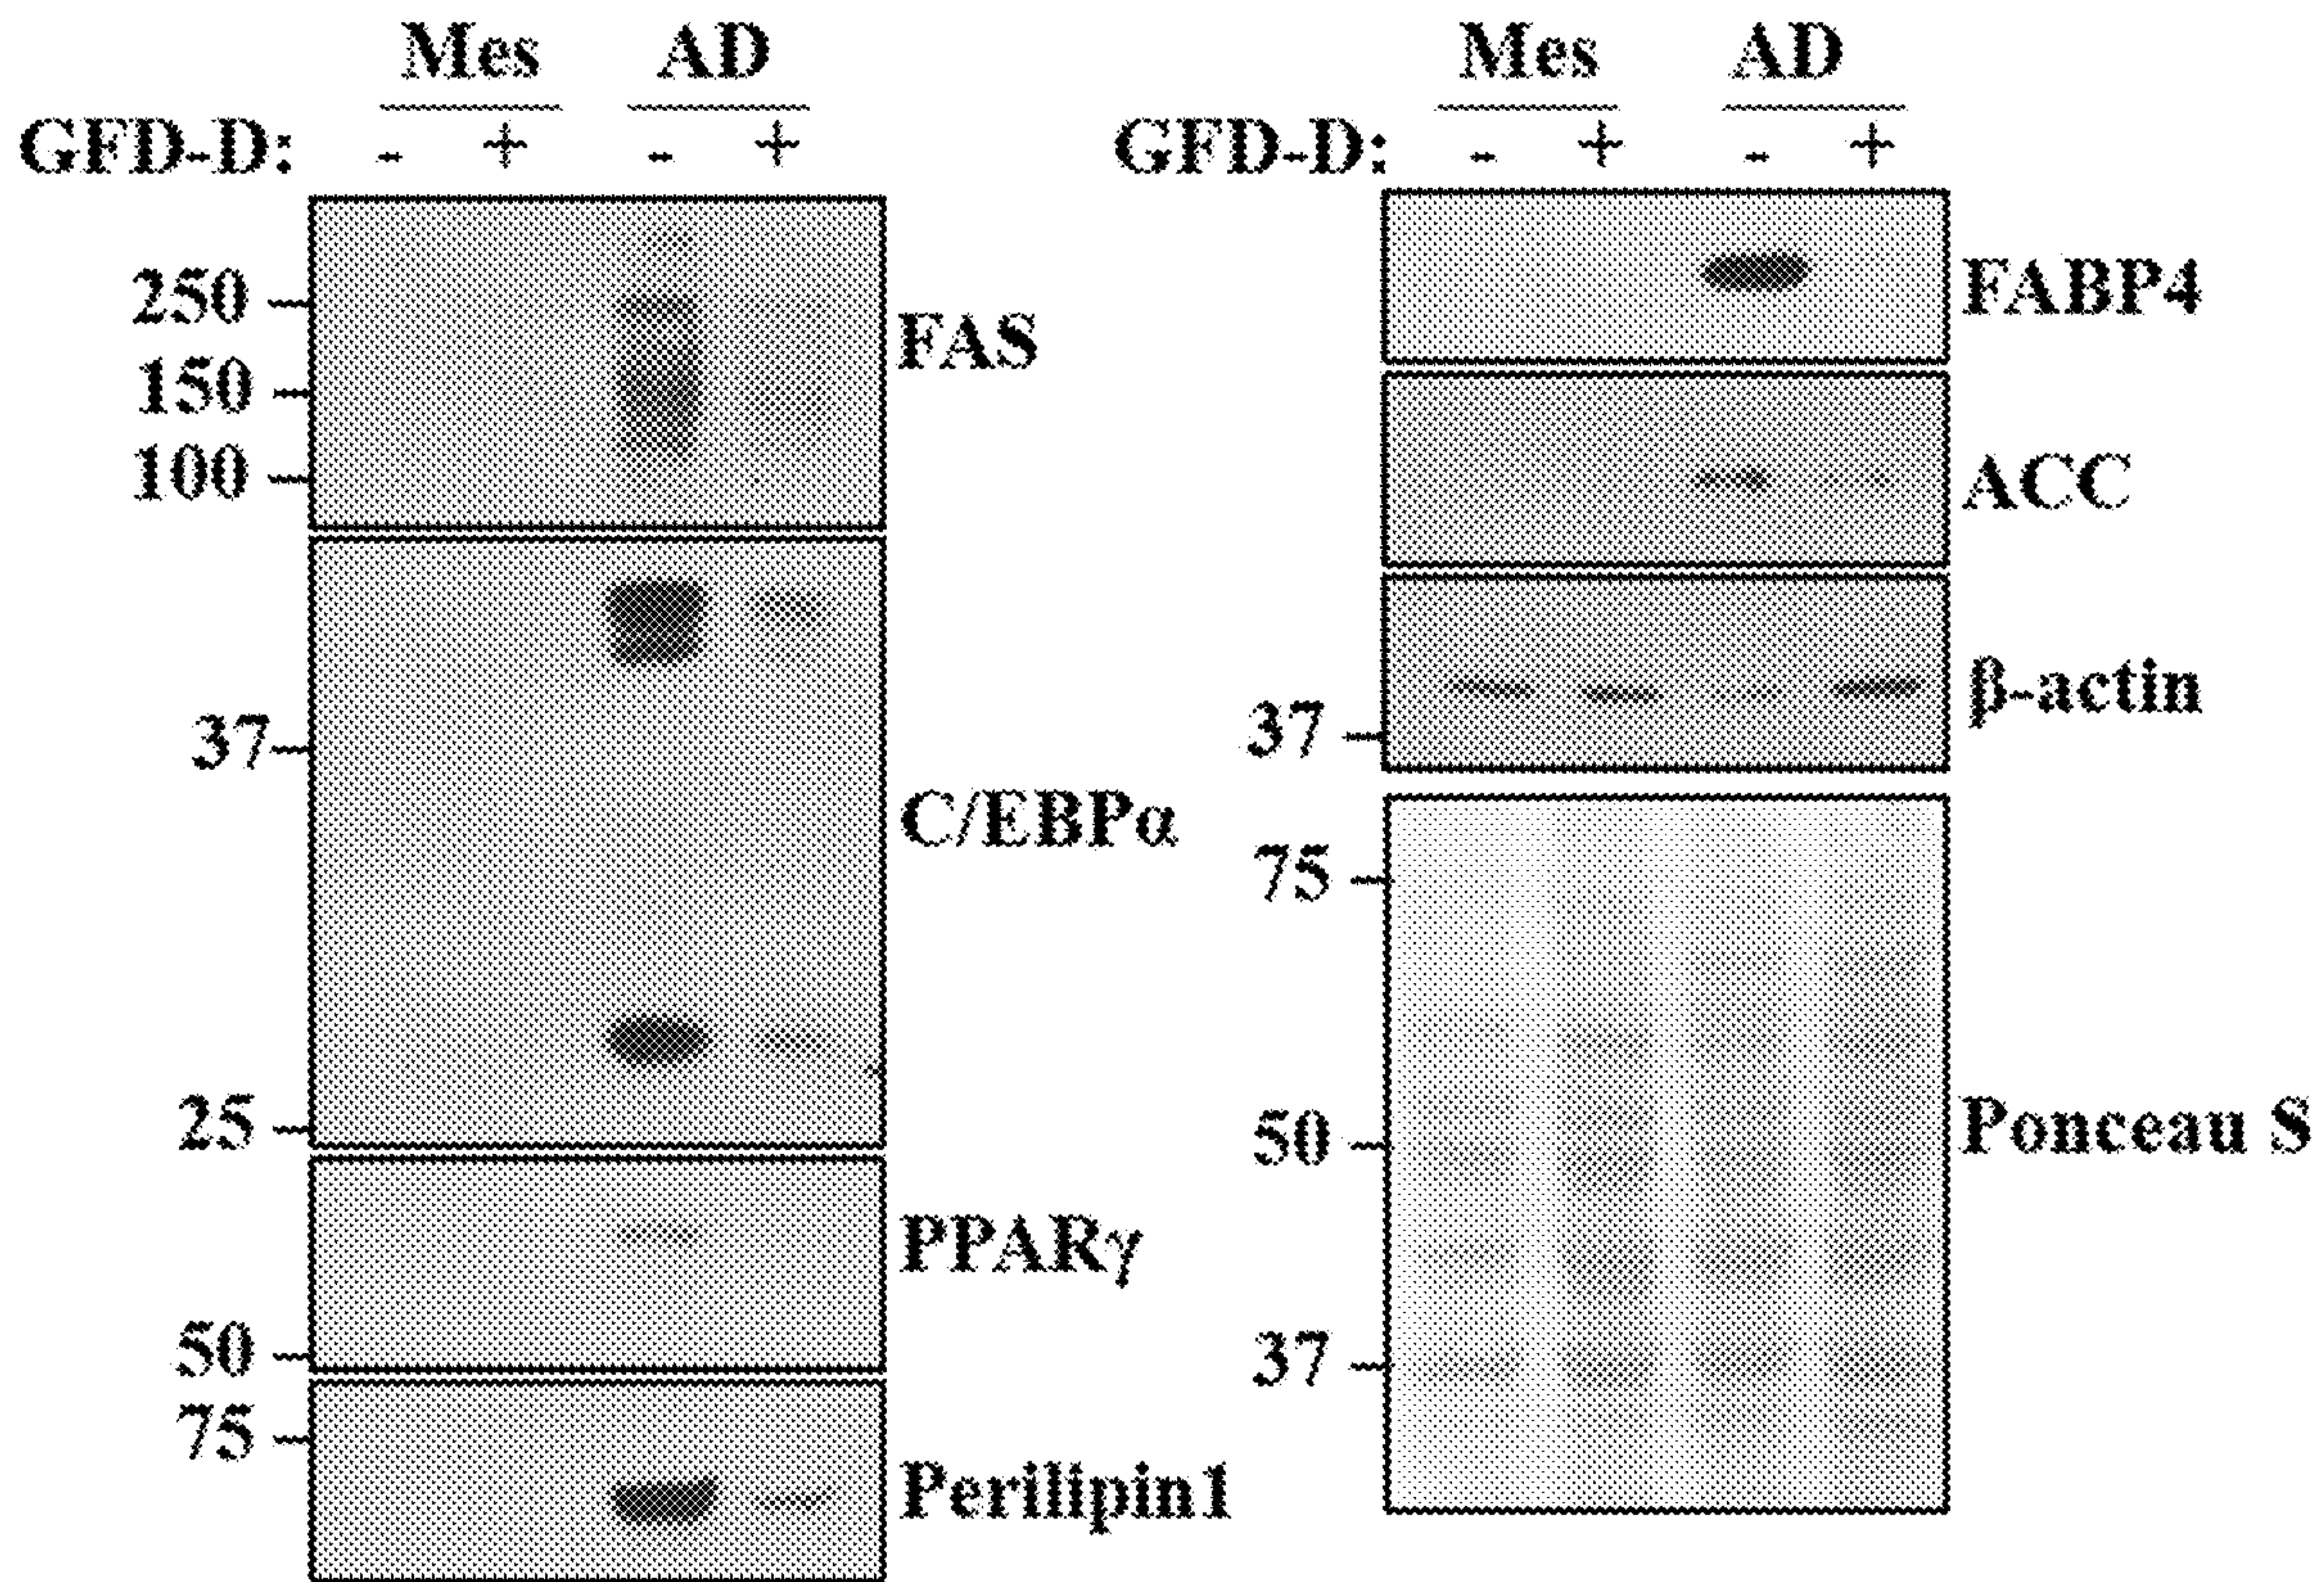 Mes AD
GFD-D: - + - +
250
150
100
FAS
37
25
C/EBPα
50
PPARγ
75
Perilipin1
Mes AD
GFD-D: - + - +
FABP4
ACC
37
β-actin
75
50
37
Ponceau S